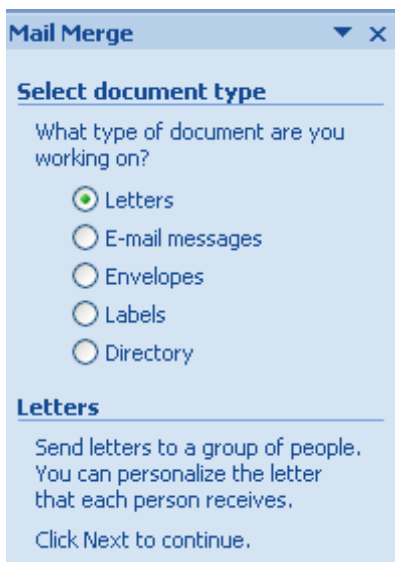 Mail Merge
Select document type
What type of document are you
working on?
Letters
E-mail messages
Envelopes
Labels
Directory
Letters
Send letters to a group of people.
You can personalize the letter
that each person receives.
Click Next to continue.